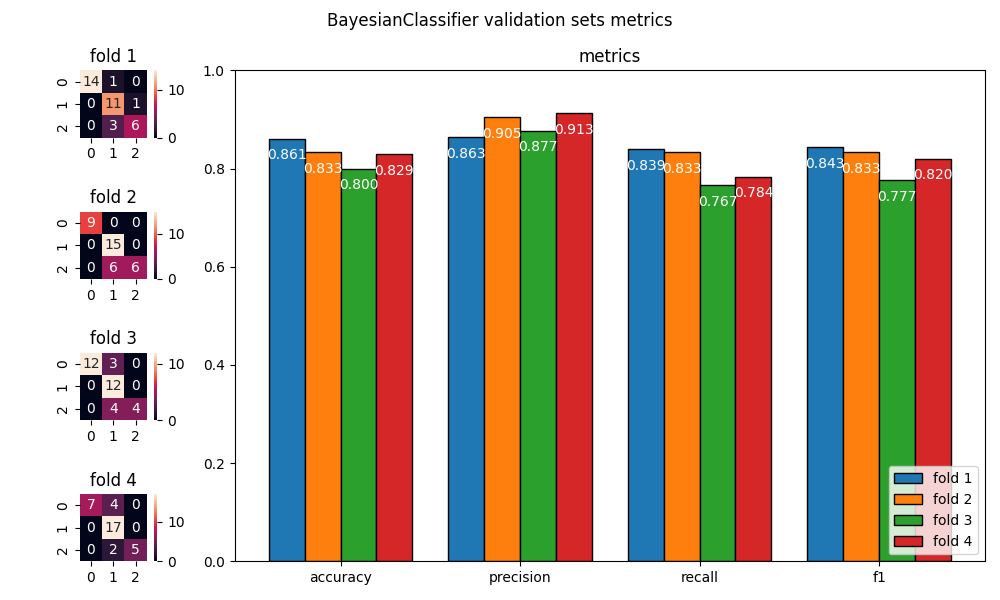 BayesianClassifier validation sets metrics
fold 1
0 14 1 0
1 0 11 1
2 0 3 6
0 1 2
10
0
fold 2
0 9 0 0
1 0 15 0
2 0 6 6
0 1 2
10
0
fold 3
0 12 3 0
1 0 12 0
2 0 4 4
0 1 2
10
0
fold 4
0 7 4 0
1 0 17 0
2 0 2 5
0 1 2
10
0
metrics
1.0
0.8
0.6
0.4
0.2
0.0
0.861 0.833 0.800 0.829
0.863 0.905 0.877 0.913
0.839 0.833 0.767 0.784
0.843 0.833 0.777 0.820
accuracy precision recall f1
fold 1
fold 2
fold 3
fold 4